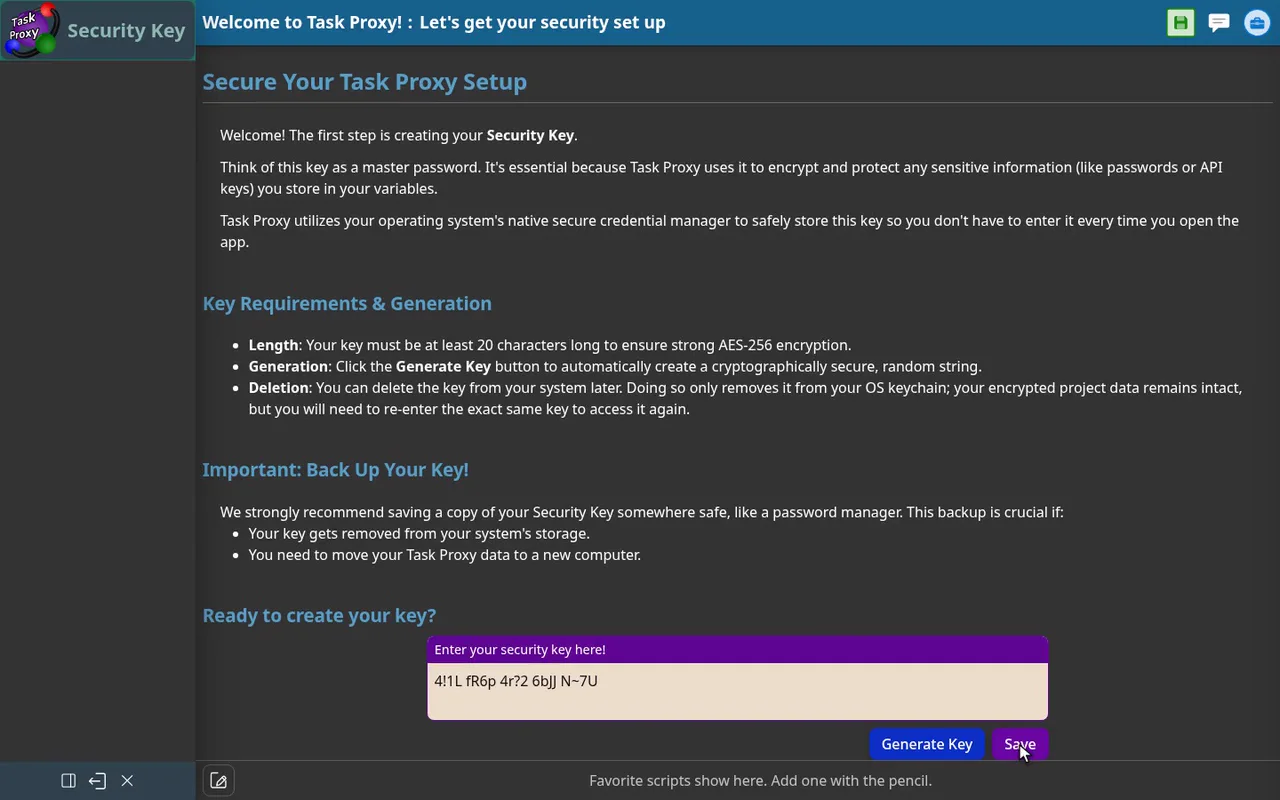 Task
Proxy
Security Key
Welcome to Task Proxy! : Let's get your security set up
Secure Your Task Proxy Setup
Welcome! The first step is creating your Security Key.
Think of this key as a master password. It's essential because Task Proxy uses it to encrypt and protect any sensitive information (like passwords or API
keys) you store in your variables.
Task Proxy utilizes your operating system's native secure credential manager to safely store this key so you don't have to enter it every time you open the
app.
Key Requirements & Generation
• Length: Your key must be at least 20 characters long to ensure strong AES-256 encryption.
• Generation: Click the Generate Key button to automatically create a cryptographically secure, random string.
• Deletion: You can delete the key from your system later. Doing so only removes it from your OS keychain; your encrypted project data remains intact,
but you will need to re-enter the exact same key to access it again.
Important: Back Up Your Key!
We strongly recommend saving a copy of your Security Key somewhere safe, like a password manager. This backup is crucial if:
• Your key gets removed from your system's storage.
• You need to move your Task Proxy data to a new computer.
Ready to create your key?
Enter your security key here!
4!1L fR6p 4r?2 6bJJ N~7U
Generate Key
Save
Favorite scripts show here. Add one with the pencil.